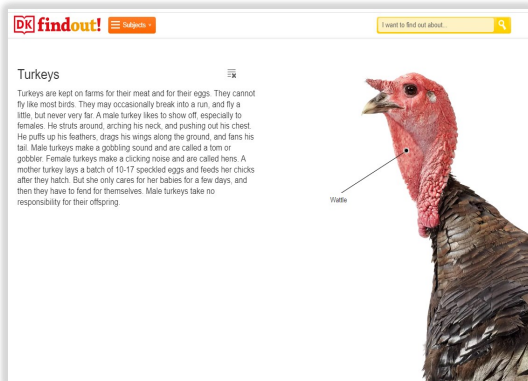 DK findout! Subjects
I want to find out about...
Turkeys
Turkeys are kept on farms for their meat and for their eggs. They cannot
fly like most birds. They may occasionally break into a run, and fly a
little, but never very far. A male turkey likes to show off, especially to
females. He struts around, arching his neck, and pushing out his chest.
He puffs up his feathers, drags his wings along the ground, and fans his
tail. Male turkeys make a gobbling sound and are called a tom or
gobbler. Female turkeys make a clicking noise and are called hens. A
mother turkey lays a batch of 10-17 speckled eggs and feeds her chicks
after they hatch. But she only cares for her babies for a few days, and
then they have to fend for themselves. Male turkeys take no
responsibility for their offspring.
Wattle